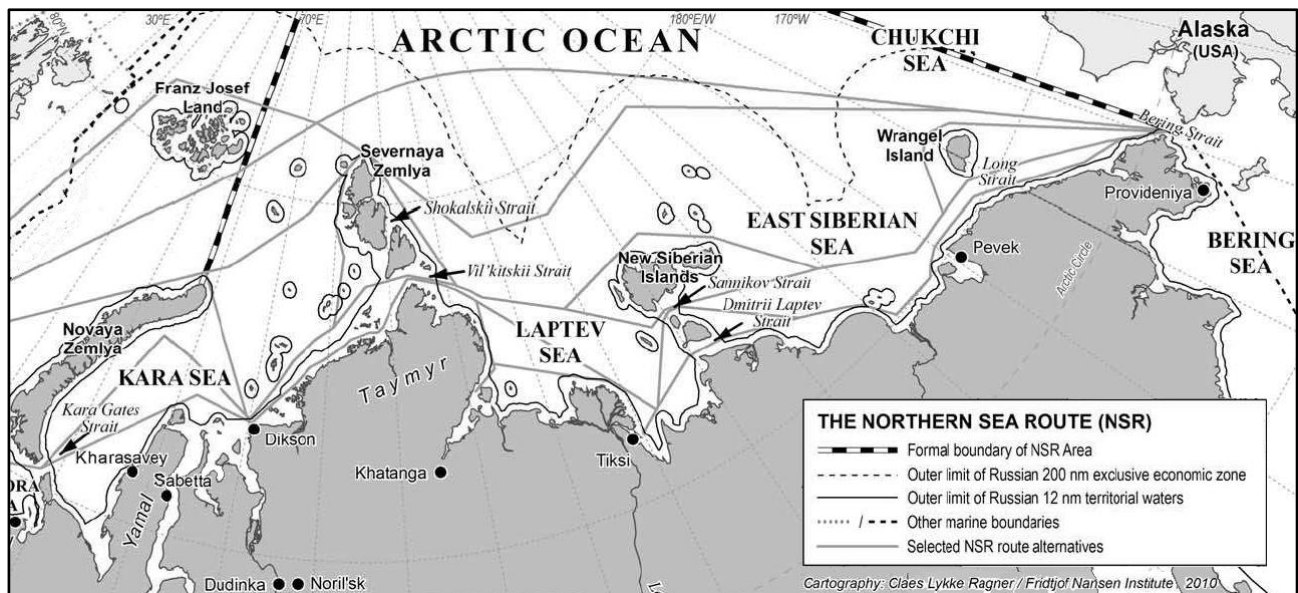 80°N
30°E
70°E
180°E/W
170°W
ARCTIC OCEAN
CHUKCHI
SEA
Alaska
(USA)
Franz Josef
Land
Bering Strait
Severnaya
Zemlya
Wrangel
Island
Long
Strait
Provideniya
Shokalskii Strait
EAST SIBERIAN
SEA
BERING
SEA
Pevek
Arctic Circle
Vil'kitskii Strait
New Siberian
Islands
Sannikov Strait
Dmitrii Laptev
Strait
LAPTEV
SEA
Novaya
Zemlya
KARA SEA
Taymyr
Kara Gates
Strait
Dikson
Kharasavey
Sabetta
Yamal
Khatanga
Tiksi
Dudinka
Noril'sk
THE NORTHERN SEA ROUTE (NSR)
Formal boundary of NSR Area
Outer limit of Russian 200 nm exclusive economic zone
Outer limit of Russian 12 nm territorial waters
/ Other marine boundaries
Selected NSR route alternatives
Cartography: Claes Lykke Ragner / Fridtjof Nansen Institute 2010